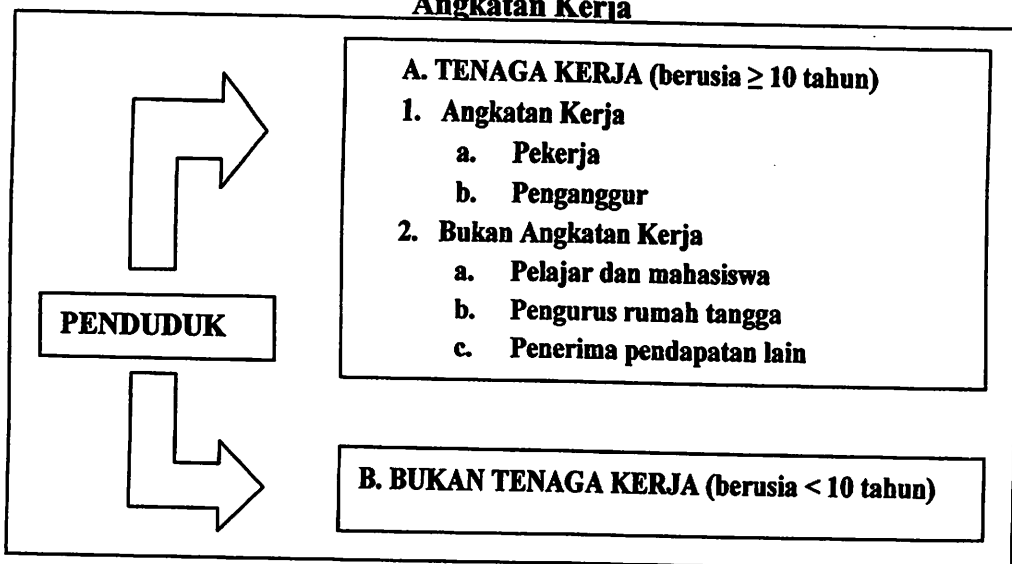 Angkatan Kerja
A. TENAGA KERJA (berusia ≥ 10 tahun)
1. Angkatan Kerja
a. Pekerja
b. Penganggur
2. Bukan Angkatan Kerja
a. Pelajar dan mahasiswa
b. Pengurus rumah tangga
c. Penerima pendapatan lain
PENDUDUK
B. BUKAN TENAGA KERJA (berusia < 10 tahun)